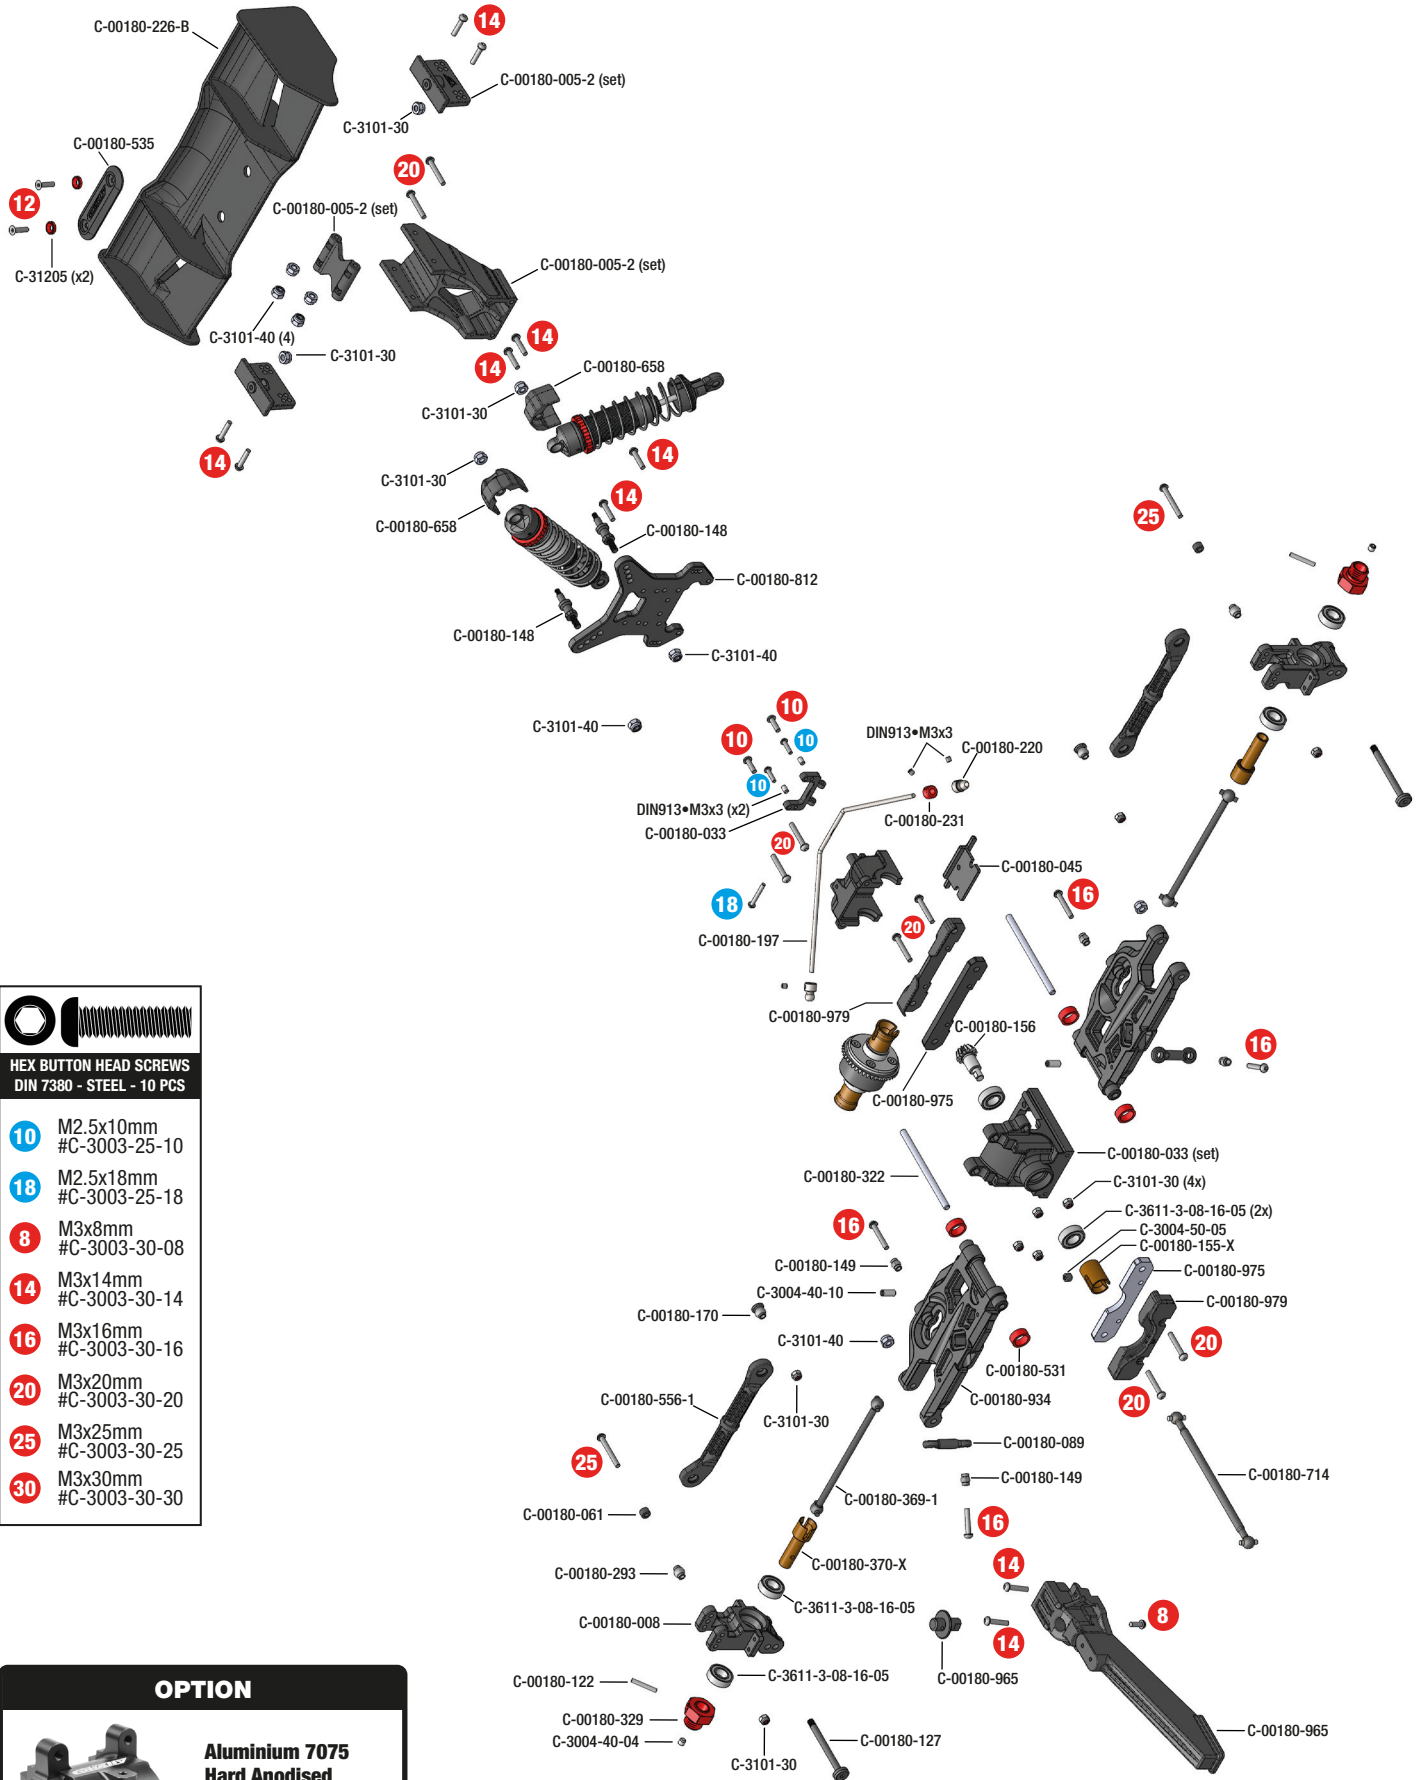 C-00180-226-B
14
C-00180-005-2 (set)
C-3101-30
C-00180-535
20
12
C-00180-005-2 (set)
C-31205 (x2)
C-00180-005-2 (set)
C-3101-40 (4)
C-3101-30
14
14
C-00180-658
C-3101-30
14
14
C-3101-30
14
C-00180-658
C-00180-148
25
C-00180-812
C-00180-148
C-3101-40
C-3101-40
10
10
10
10
DIN913•M3x3
C-00180-220
DIN913•M3x3 (x2)
C-00180-033
C-00180-231
20
C-00180-045
18
16
20
C-00180-197
C-00180-979
C-00180-156
16
C-00180-975
C-00180-033 (set)
C-00180-322
C-3101-30 (4x)
C-3611-3-08-16-05 (2x)
16
C-3004-50-05
C-00180-155-X
C-00180-149
C-00180-975
C-3004-40-10
C-00180-979
C-00180-170
C-3101-40
20
C-00180-531
C-00180-556-1
C-00180-934
20
C-3101-30
C-00180-089
25
C-00180-149
C-00180-714
C-00180-369-1
C-00180-061
16
C-00180-370-X
C-00180-293
14
C-3611-3-08-16-05
C-00180-008
8
14
C-3611-3-08-16-05
C-00180-965
C-00180-122
C-00180-329
C-00180-965
C-3004-40-04
C-00180-127
C-3101-30
HEX BUTTON HEAD SCREWS
DIN 7380 - STEEL - 10 PCS
10 M2.5x10mm
#C-3003-25-10
18 M2.5x18mm
#C-3003-25-18
8 M3x8mm
#C-3003-30-08
14 M3x14mm
#C-3003-30-14
16 M3x16mm
#C-3003-30-16
20 M3x20mm
#C-3003-30-20
25 M3x25mm
#C-3003-30-25
30 M3x30mm
#C-3003-30-30
OPTION
Aluminium 7075
Hard Anodised